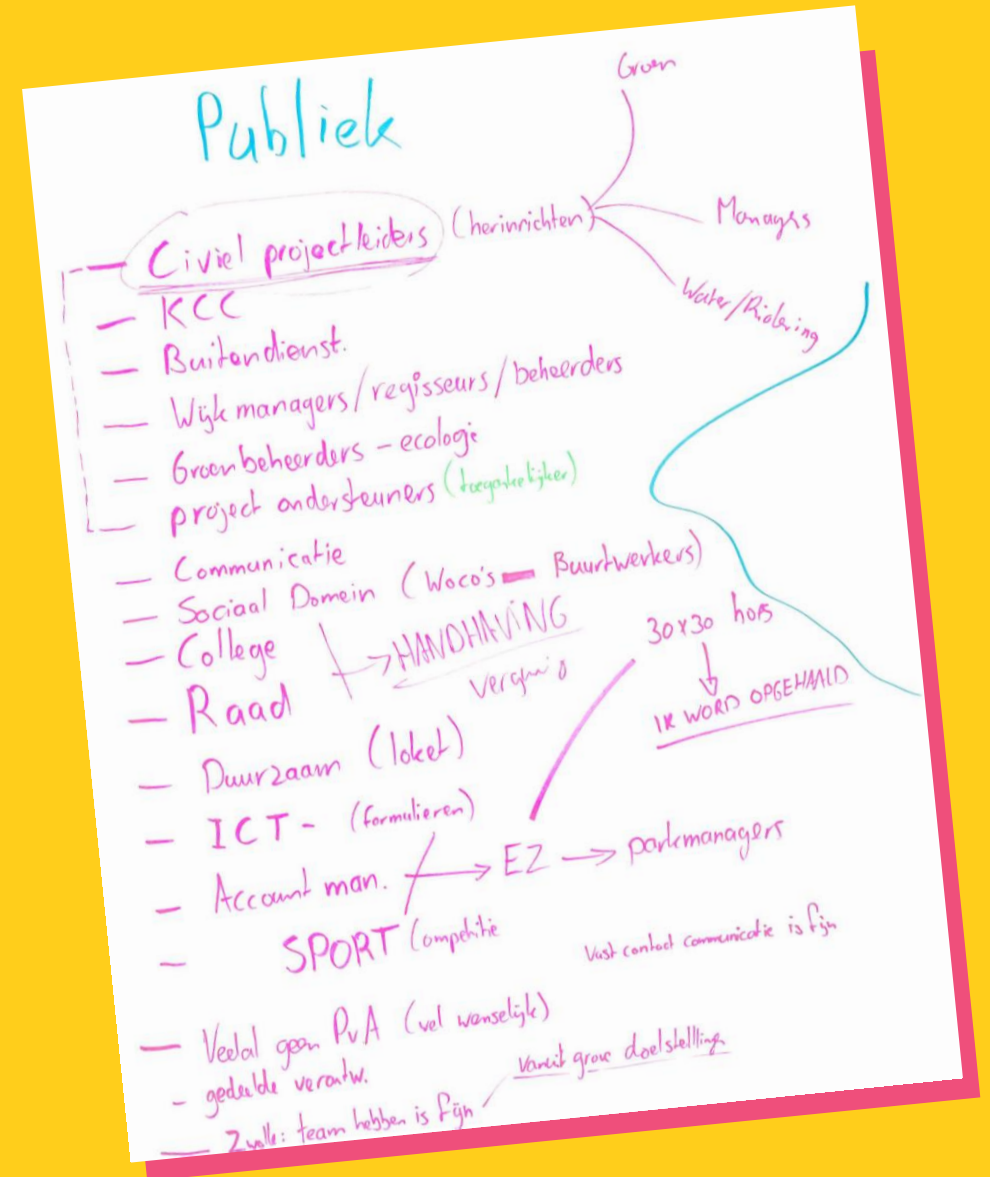 Publiek
Groen
Civiel projectleiders (herinrichten)
Managers
Water/Riolering
— KCC
— Buitendienst.
— Wijkmanagers/regisseurs/beheerders
— Groenbeheerders – ecologie
— project ondersteuners (toegankelijker)
— Communicatie
— Sociaal Domein (Woco's — Buurtwerkers)
— College
→ HANDHAVING
— Raad
30x30
IK WORD OPGEHAALD
— Duurzaam (loket)
— ICT - (formulieren)
— Account man. → EZ → parkmanagers
— SPORT Competitie
Vast contact communicatie is fijn
— Veelal geen PvA (wel wenselijk)
- gedeelde verantw.
Vanuit grove doelstelling
— Zwolle: team hebben is fijn